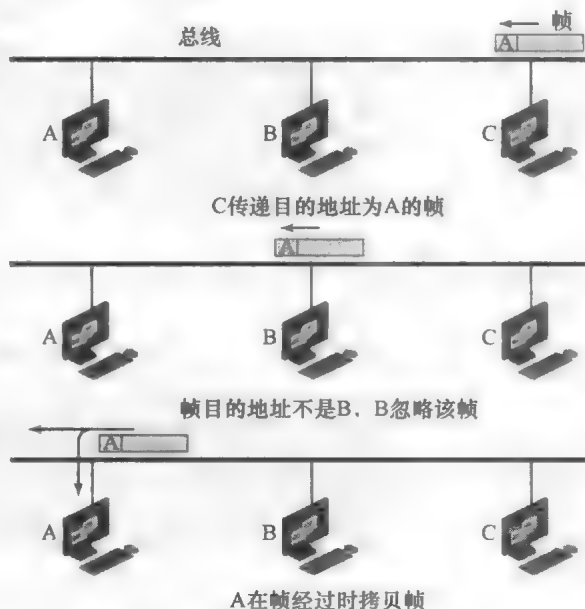 总线 帧
A
A B C
C传递目的地址为A的帧
A
A B C
帧目的地址不是B，B忽略该帧
A
A B C
A在帧经过时拷贝帧